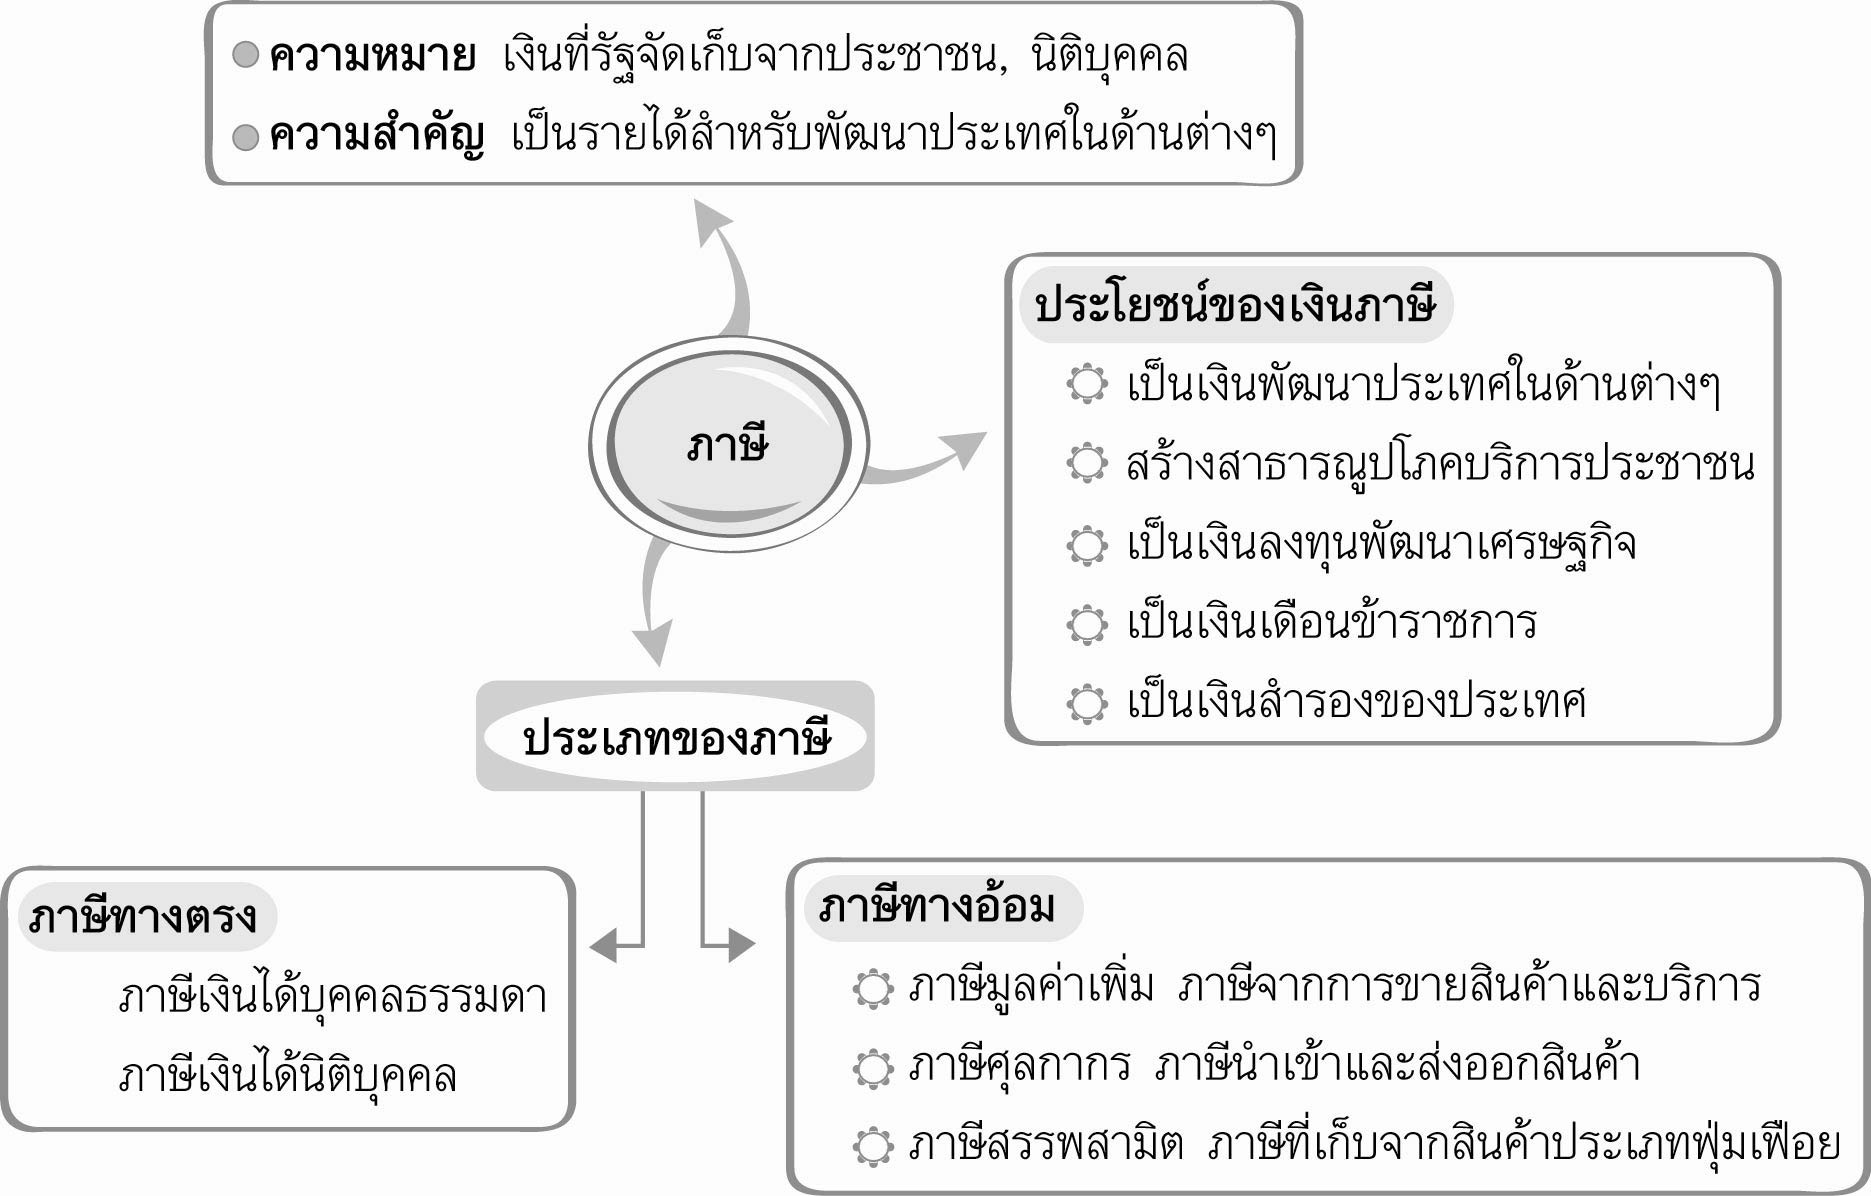 ความหมาย เงินที่รัฐจัดเก็บจากประชาชน, นิติบุคคล
ความสำคัญ เป็นรายได้สำหรับพัฒนาประเทศในด้านต่างๆ
ภาษี
ประโยชน์ของเงินภาษี
เป็นเงินพัฒนาประเทศในด้านต่างๆ
สร้างสาธารณูปโภคบริการประชาชน
เป็นเงินลงทุนพัฒนาเศรษฐกิจ
เป็นเงินเดือนข้าราชการ
เป็นเงินสำรองของประเทศ
ประเภทของภาษี
ภาษีทางตรง
ภาษีเงินได้บุคคลธรรมดา
ภาษีเงินได้นิติบุคคล
ภาษีทางอ้อม
ภาษีมูลค่าเพิ่ม ภาษีจากการขายสินค้าและบริการ
ภาษีศุลกากร ภาษีนำเข้าและส่งออกสินค้า
ภาษีสรรพสามิต ภาษีที่เก็บจากสินค้าประเภทฟุ่มเฟือย